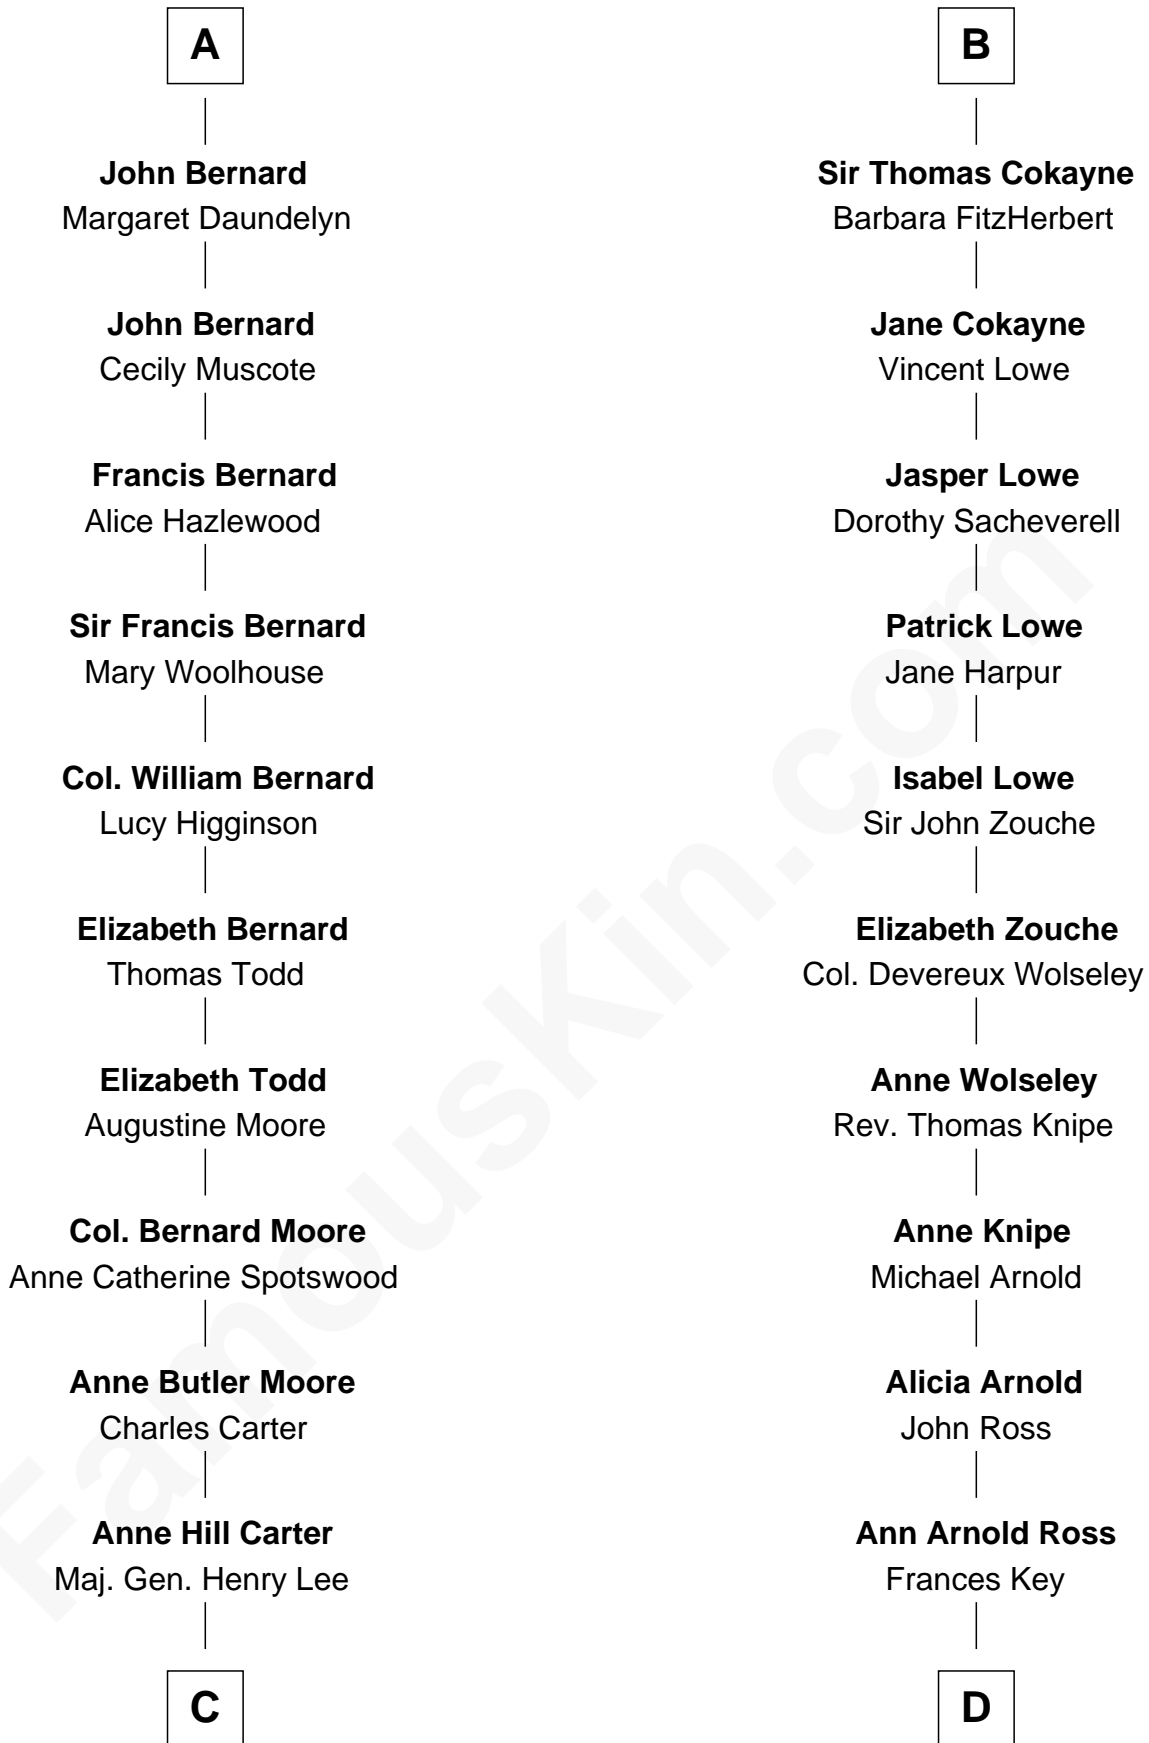 A
John Bernard
Margaret Daundelyn
John Bernard
Cecily Muscote
Francis Bernard
Alice Hazlewood
Sir Francis Bernard
Mary Woolhouse
Col. William Bernard
Lucy Higginson
Elizabeth Bernard
Thomas Todd
Elizabeth Todd
Augustine Moore
Col. Bernard Moore
Anne Catherine Spotswood
Anne Butler Moore
Charles Carter
Anne Hill Carter
Maj. Gen. Henry Lee
C
B
Sir Thomas Cokayne
Barbara FitzHerbert
Jane Cokayne
Vincent Lowe
Jasper Lowe
Dorothy Sacheverell
Patrick Lowe
Jane Harpur
Isabel Lowe
Sir John Zouche
Elizabeth Zouche
Col. Devereux Wolseley
Anne Wolseley
Rev. Thomas Knipe
Anne Knipe
Michael Arnold
Alicia Arnold
John Ross
Ann Arnold Ross
Frances Key
D
FamousKin.com